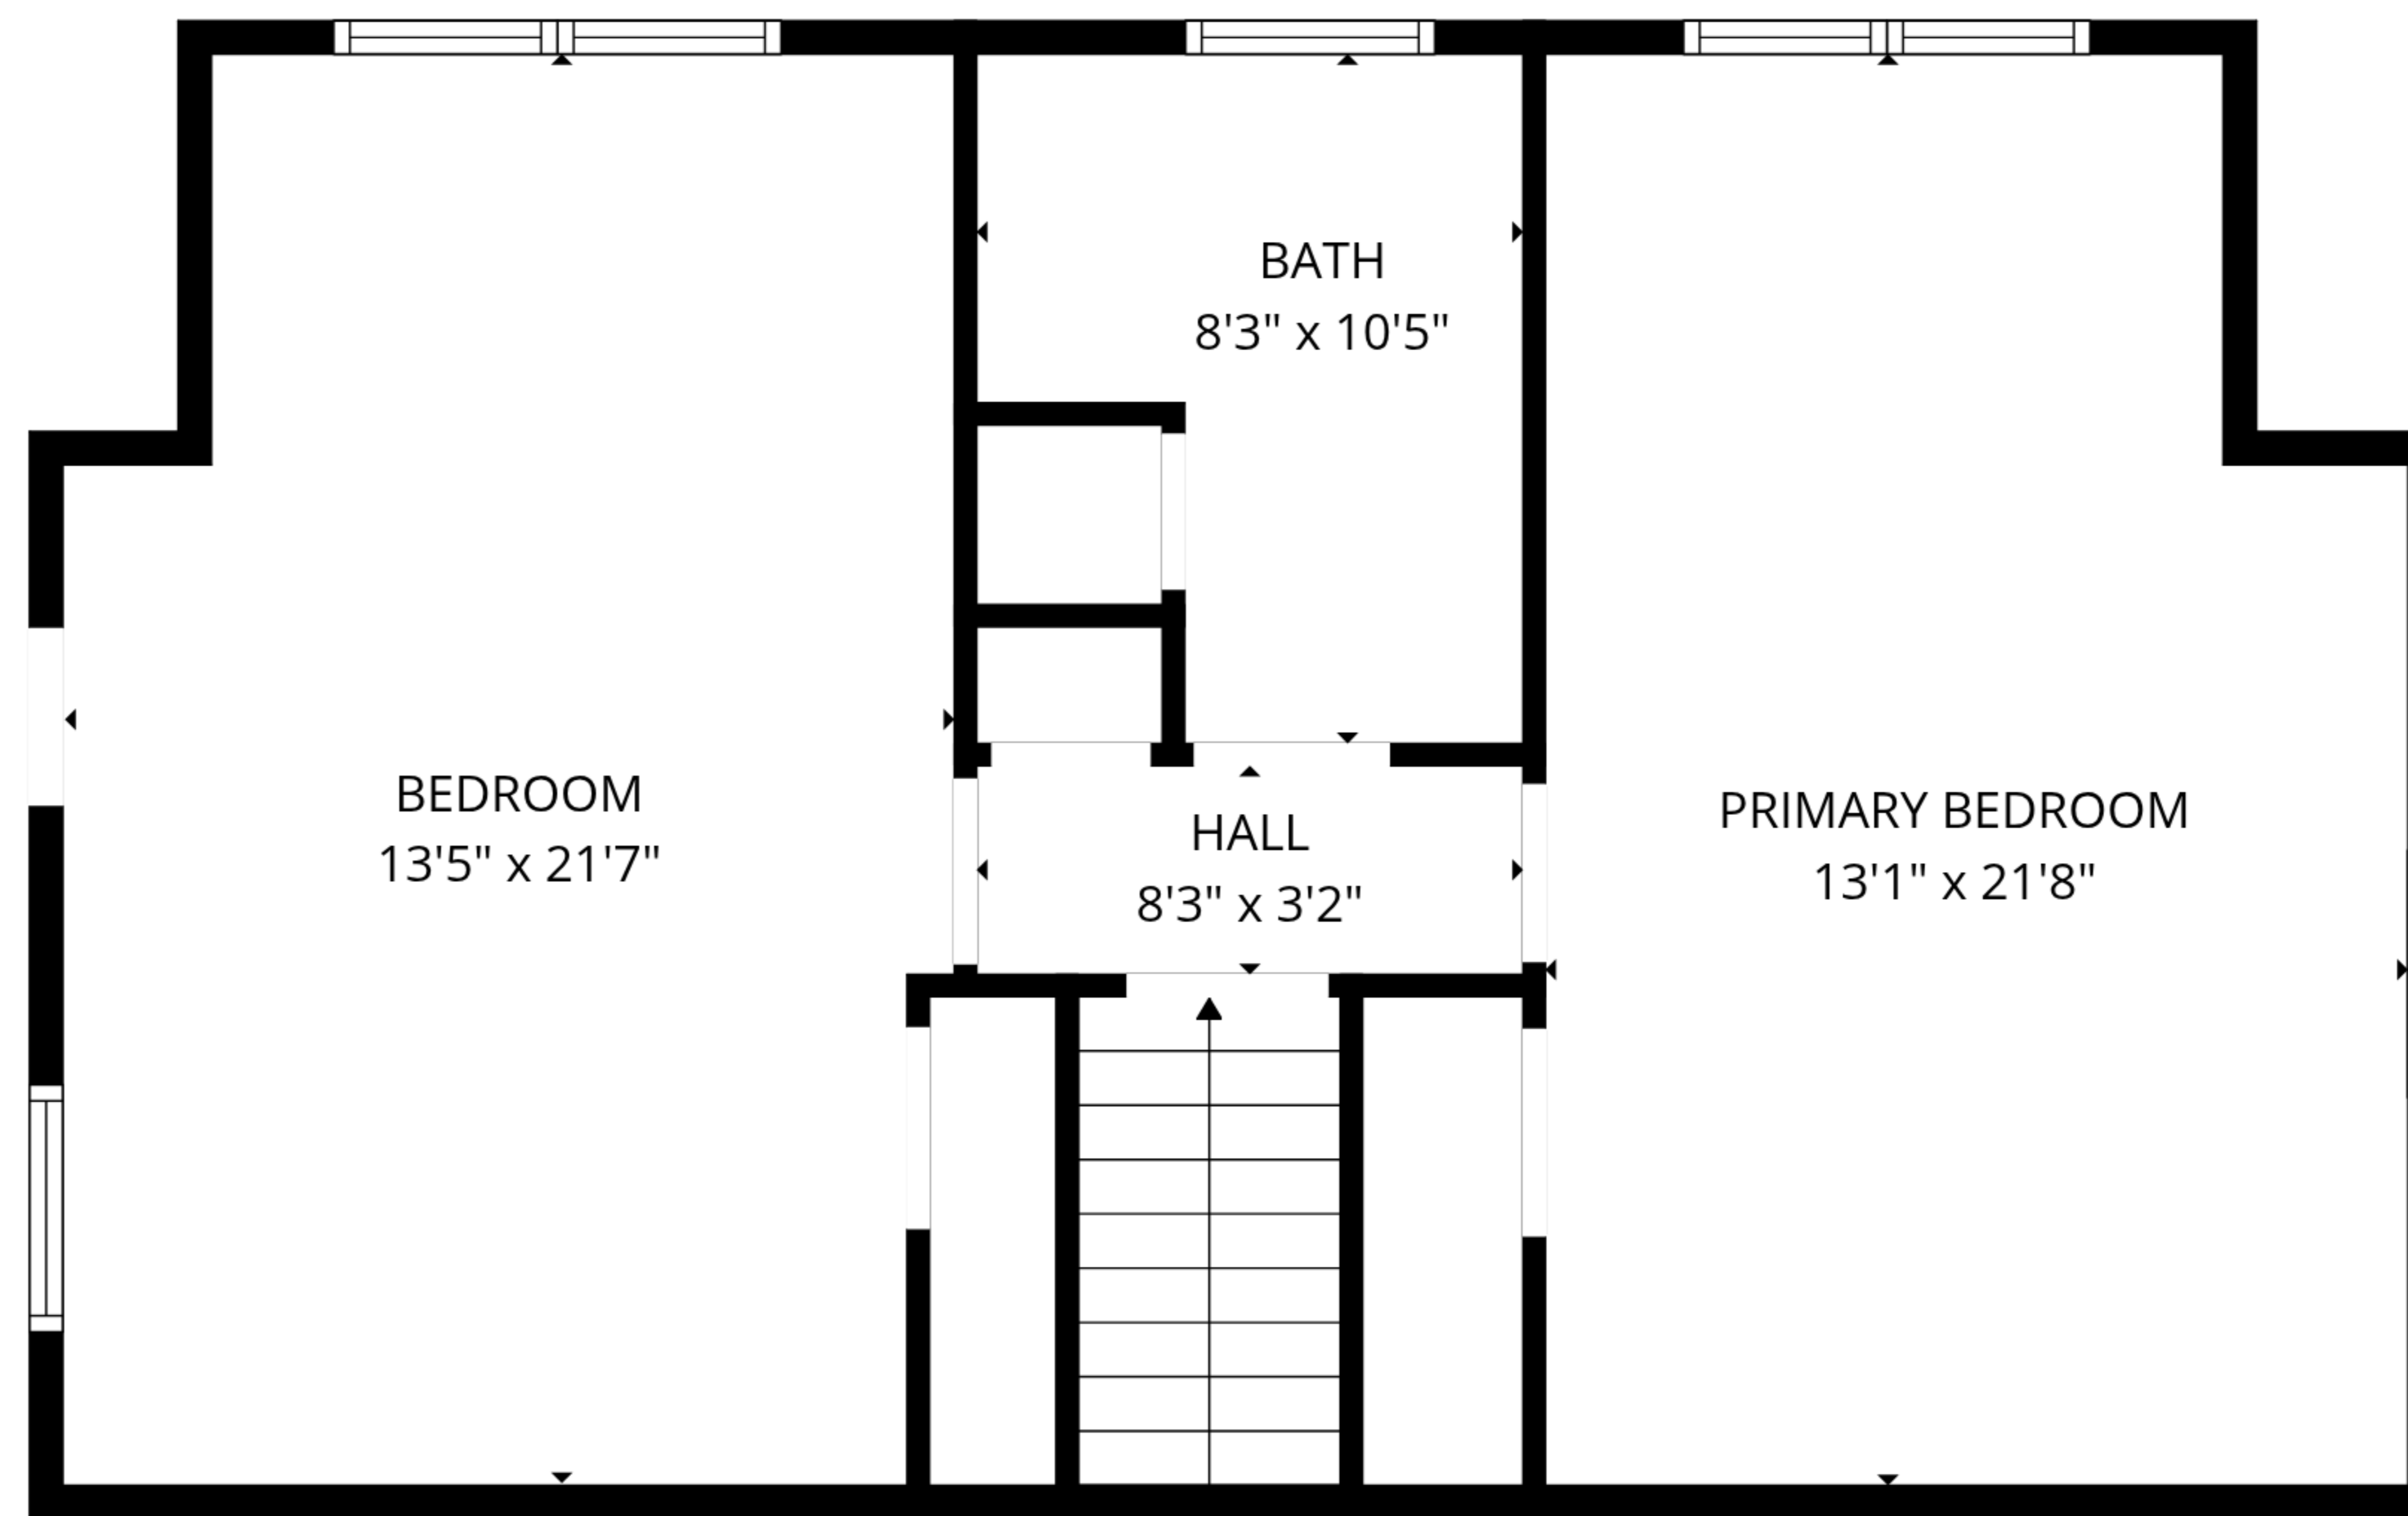 BATH
8'3" x 10'5"
BEDROOM
13'5" x 21'7"
HALL
8'3" x 3'2"
PRIMARY BEDROOM
13'1" x 21'8"